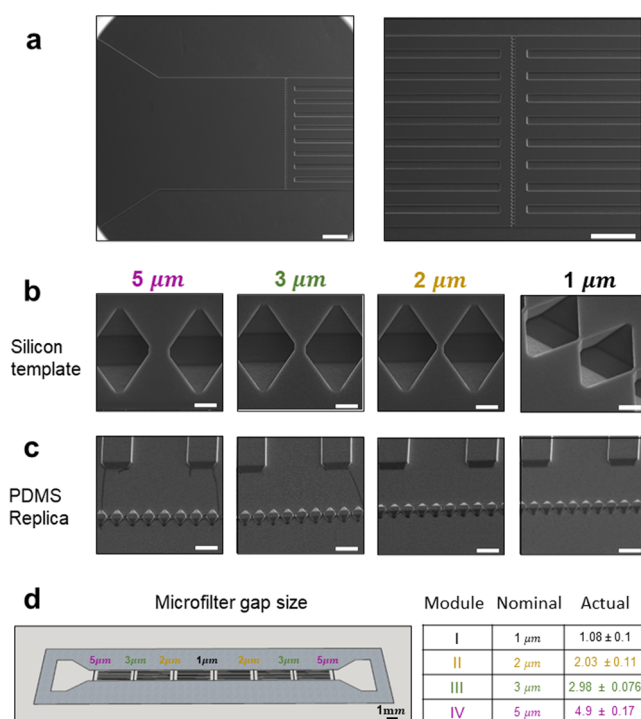 a
5 μm 3 μm 2 μm 1 μm
b
Silicon
template
c
PDMS
Replica
d
Microfilter gap size
5μm 3μm 2μm 1μm 2μm 3μm 5μm
1mm
Module Nominal Actual
I 1 μm 1.08 ± 0.1
II 2 μm 2.03 ± 0.11
III 3 μm 2.98 ± 0.076
IV 5 μm 4.9 ± 0.17